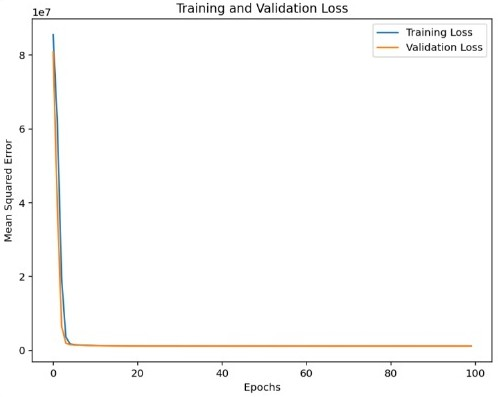 Training and Validation Loss
1e7
Training Loss
Validation Loss
8
6
4
2
0
Mean Squared Error
0 20 40 60 80 100
Epochs